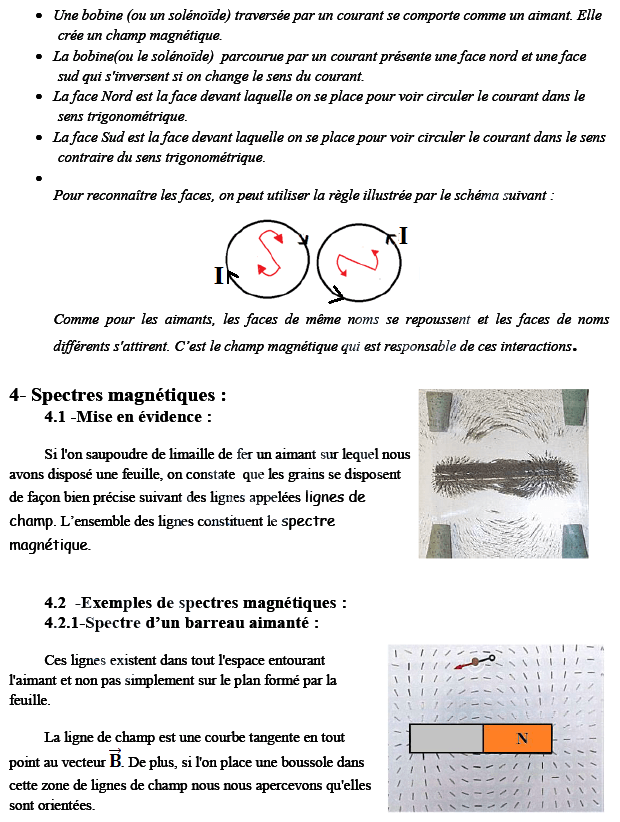 • Une bobine (ou un solénoïde) traversée par un courant se comporte comme un aimant. Elle
crée un champ magnétique.
• La bobine(ou le solénoïde) parcourue par un courant présente une face nord et une face
sud qui s'inversent si on change le sens du courant.
• La face Nord est la face devant laquelle on se place pour voir circuler le courant dans le
sens trigonométrique.
• La face Sud est la face devant laquelle on se place pour voir circuler le courant dans le sens
contraire du sens trigonométrique.
•
Pour reconnaître les faces, on peut utiliser la règle illustrée par le schéma suivant :
I S N I
Comme pour les aimants, les faces de même noms se repoussent et les faces de noms
différents s'attirent. C'est le champ magnétique qui est responsable de ces interactions.
4- Spectres magnétiques :
4.1 -Mise en évidence :
Si l'on saupoudre de limaille de fer un aimant sur lequel nous
avons disposé une feuille, on constate que les grains se disposent
de façon bien précise suivant des lignes appelées lignes de
champ. L'ensemble des lignes constituent le spectre
magnétique.
4.2 -Exemples de spectres magnétiques :
4.2.1-Spectre d'un barreau aimanté :
Ces lignes existent dans tout l'espace entourant
l'aimant et non pas simplement sur le plan formé par la
feuille.
La ligne de champ est une courbe tangente en tout
point au vecteur B⃗. De plus, si l'on place une boussole dans
cette zone de lignes de champ nous nous apercevons qu'elles
sont orientées.
N